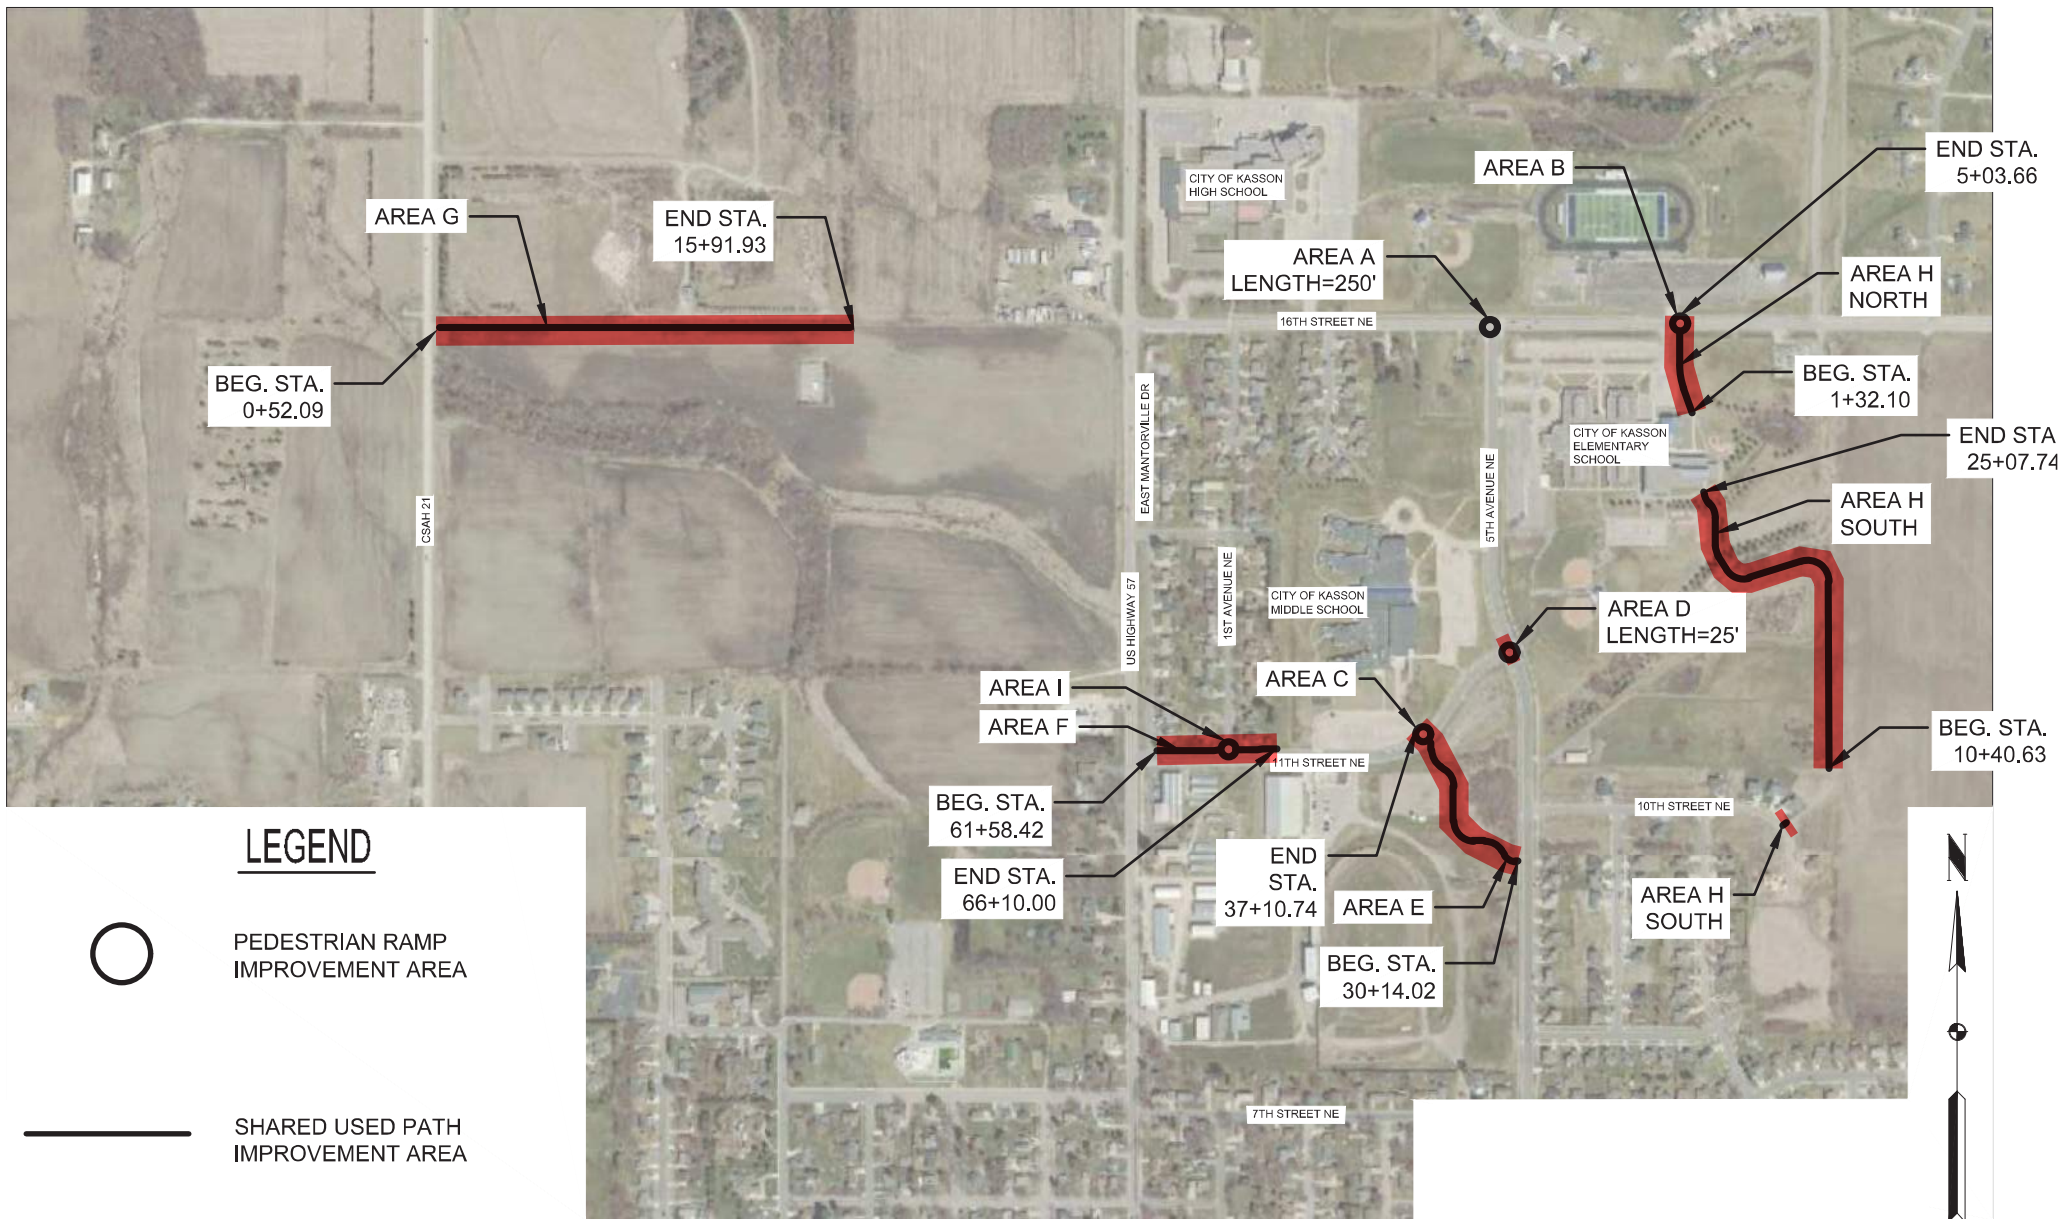 CITY OF KASSON
HIGH SCHOOL
AREA B
END STA.
5+03.66
AREA G
END STA.
15+91.93
AREA A
LENGTH=250'
AREA H
NORTH
16TH STREET NE
BEG. STA.
0+52.09
BEG. STA.
1+32.10
EAST MANTORVILLE DR
CITY OF KASSON
ELEMENTARY
SCHOOL
END STA
25+07.74
CSAH 21
5TH AVENUE NE
AREA H
SOUTH
US HIGHWAY 57
1ST AVENUE NE
CITY OF KASSON
MIDDLE SCHOOL
AREA D
LENGTH=25'
AREA I
AREA C
AREA F
BEG. STA.
10+40.63
11TH STREET NE
BEG. STA.
61+58.42
10TH STREET NE
END STA.
66+10.00
END
STA.
37+10.74
AREA E
AREA H
SOUTH
BEG. STA.
30+14.02
7TH STREET NE
LEGEND
PEDESTRIAN RAMP
IMPROVEMENT AREA
SHARED USED PATH
IMPROVEMENT AREA
N